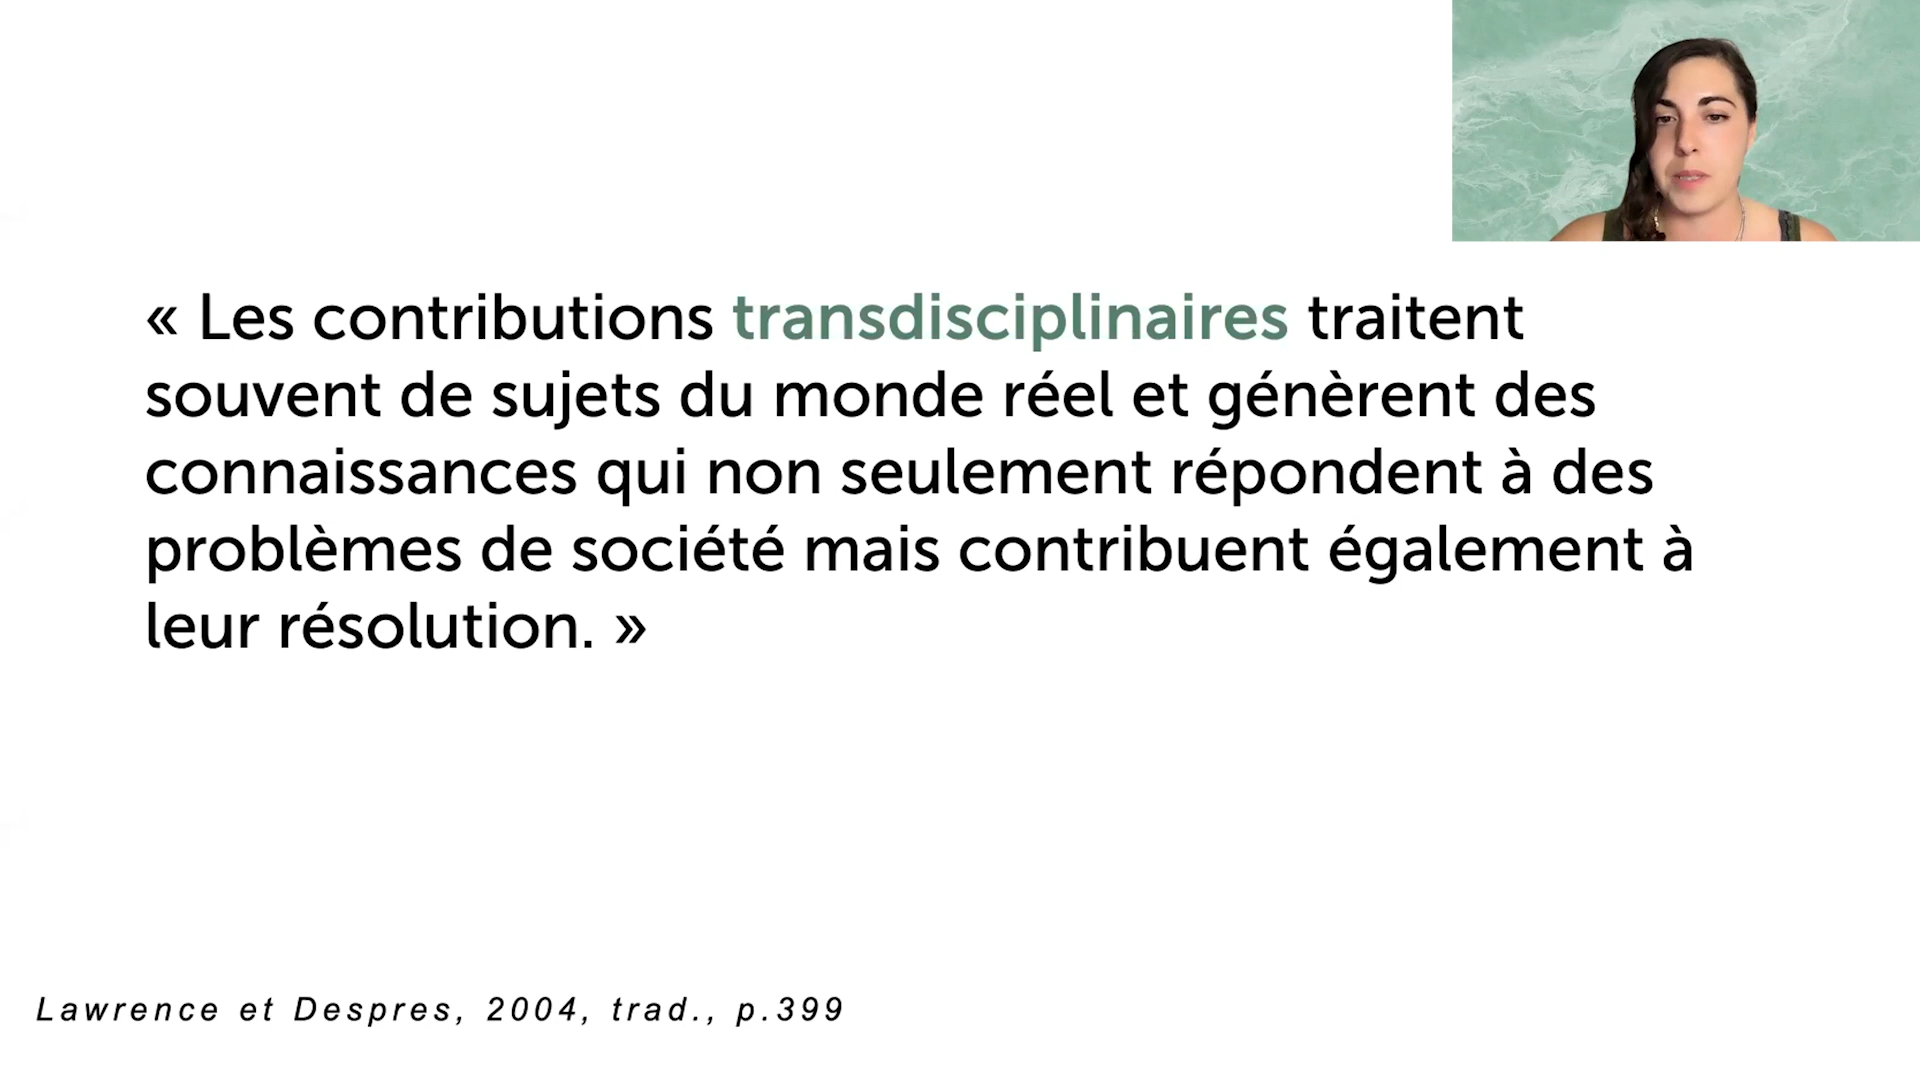 « Les contributions transdisciplinaires traitent
souvent de sujets du monde réel et génèrent des
connaissances qui non seulement répondent à des
problèmes de société mais contribuent également à
leur résolution. »
Lawrence et Despres, 2004, trad., p.399